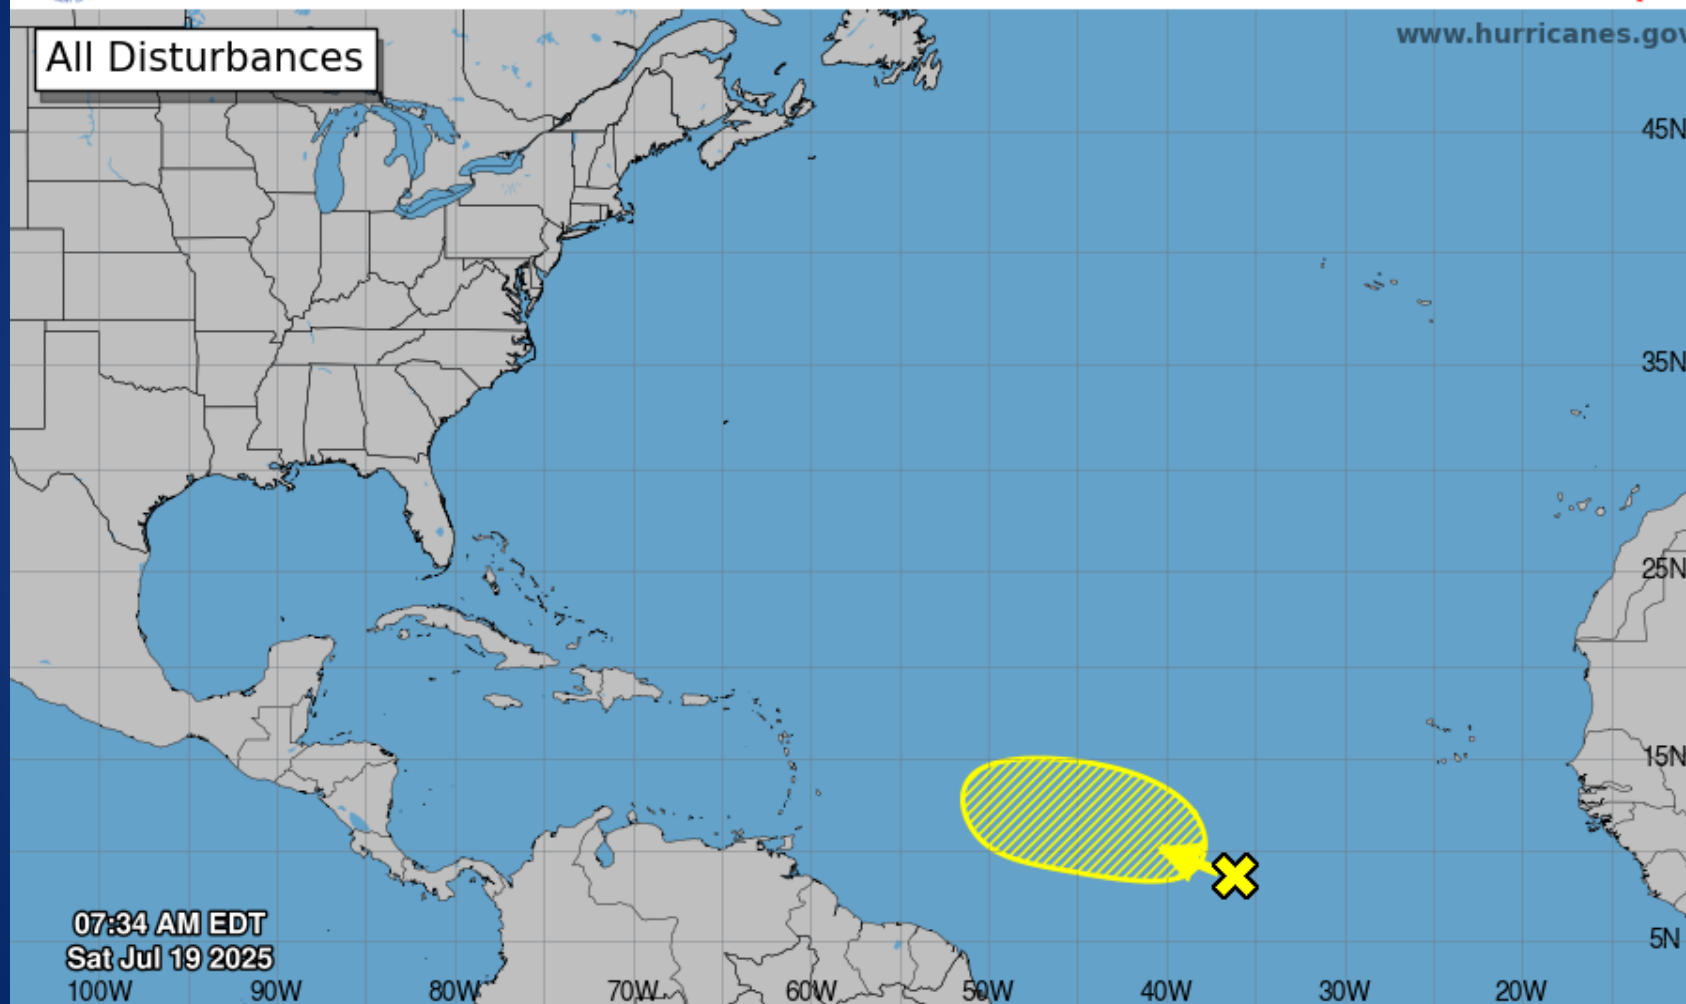 All Disturbances
www.hurricanes.gov
45N
35N
25N
15N
5N
07:34 AM EDT
Sat Jul 19 2025
100W 90W 80W 70W 60W 50W 40W 30W 20W